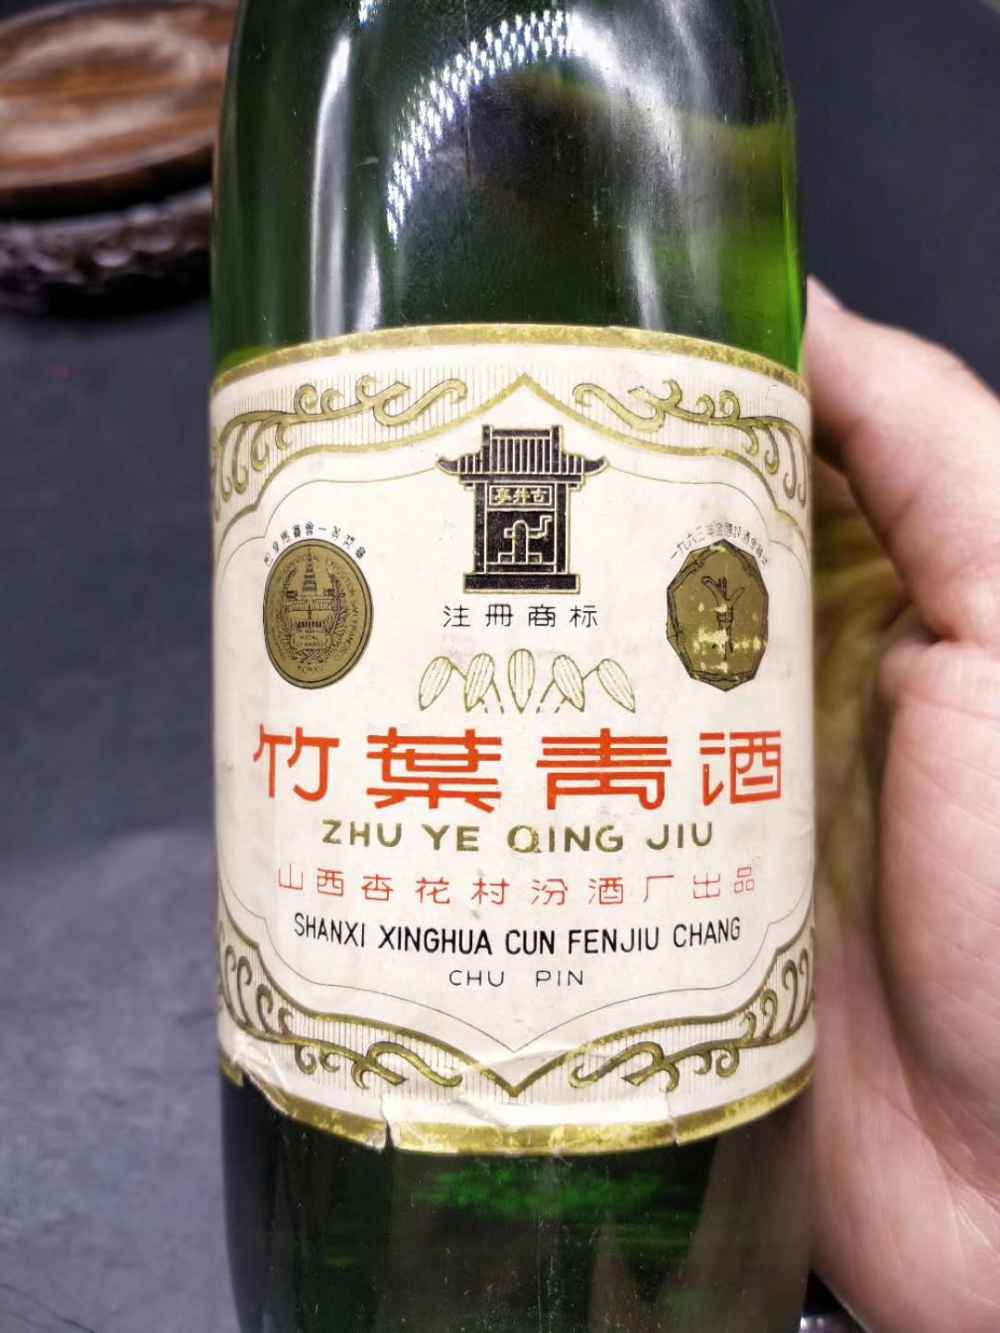 古井亭
注冊商标
竹葉青酒
ZHU YE QING JIU
山西杏花村汾酒厂出品
SHANXI XINGHUA CUN FENJIU CHANG
CHU PIN